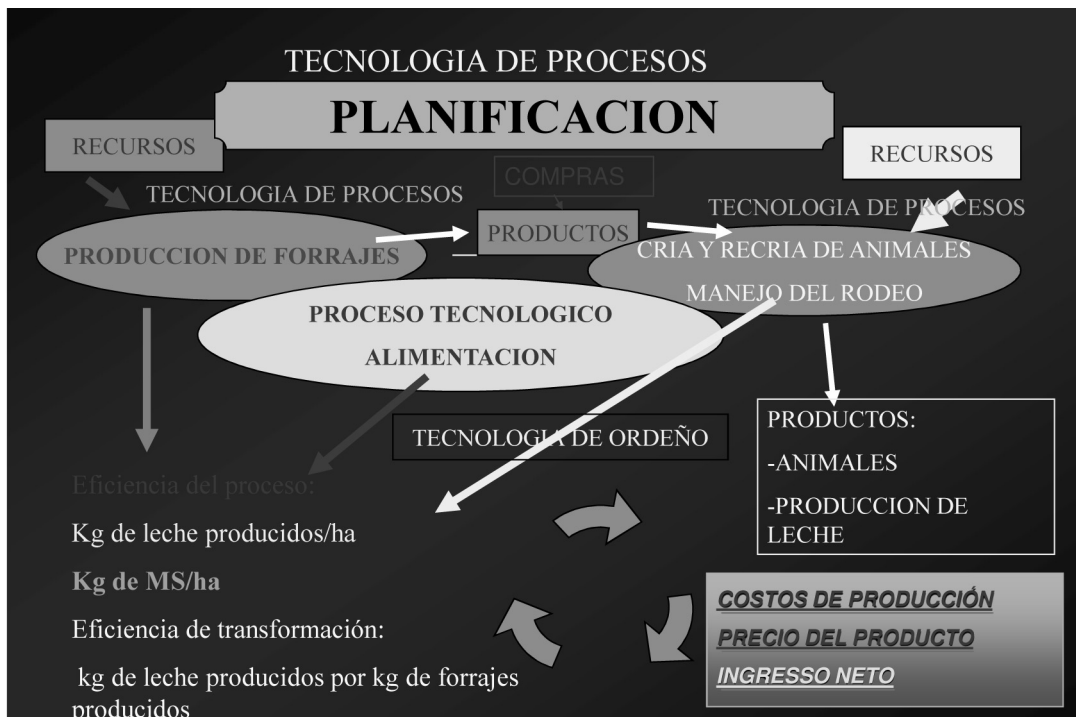 TECNOLOGIA DE PROCESOS
PLANIFICACION
RECURSOS
RECURSOS
COMPRAS
TECNOLOGIA DE PROCESOS
TECNOLOGIA DE PROCESOS
PRODUCTOS
PRODUCCION DE FORRAJES
CRIA Y RECRIA DE ANIMALES
MANEJO DEL RODEO
PROCESO TECNOLOGICO
ALIMENTACION
TECNOLOGIA DE ORDEÑO
PRODUCTOS:
-ANIMALES
-PRODUCCION DE
LECHE
Eficiencia del proceso:
Kg de leche producidos/ha
Kg de MS/ha
Eficiencia de transformación:
kg de leche producidos por kg de forrajes
producidos
COSTOS DE PRODUCCIÓN
PRECIO DEL PRODUCTO
INGRESSO NETO